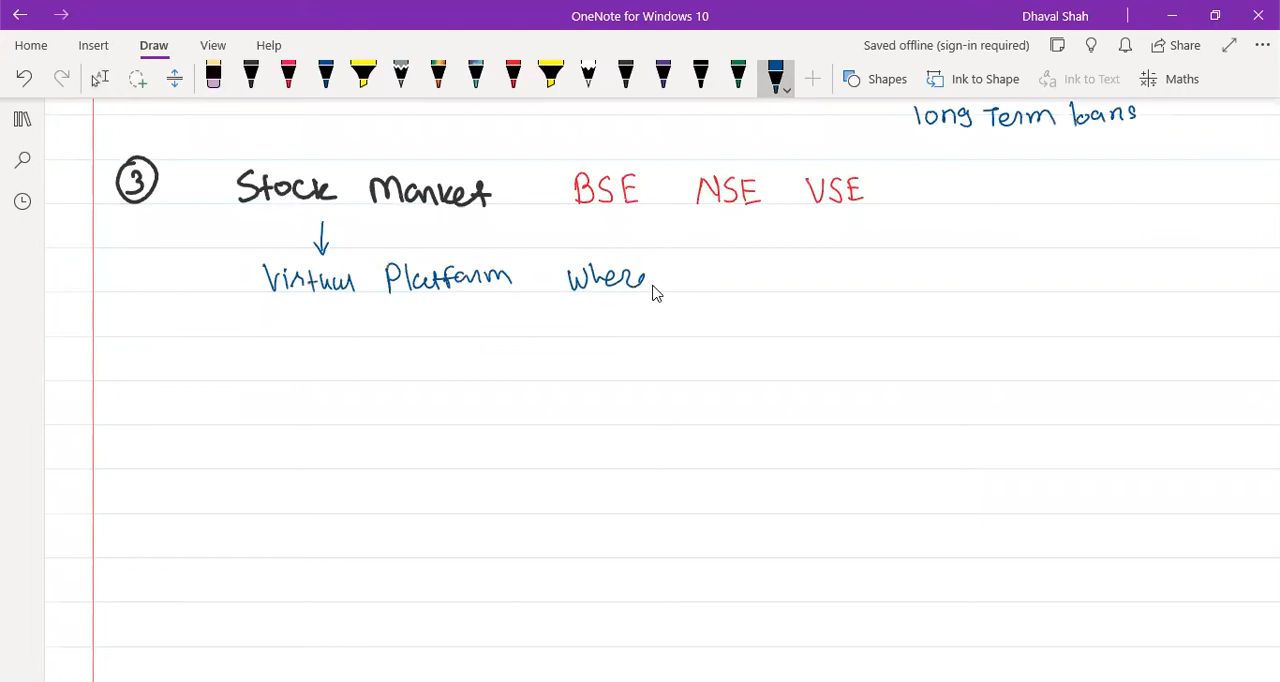 OneNote for Windows 10
Dhaval Shah
Home Insert Draw View Help
Saved offline (sign-in required)
Share
Shapes
Ink to Shape
Ink to Text
Maths
long Term loans
3 Stock Market BSE NSE VSE
Virtual Platform where